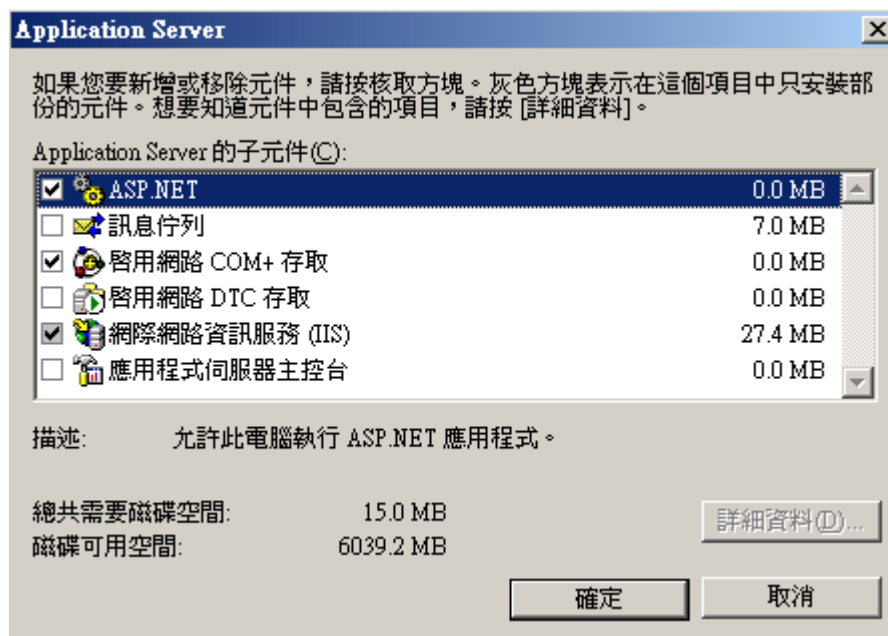 Application Server
如果您要新增或移除元件，請按核取方塊。灰色方塊表示在這個項目中只安裝部
份的元件。想要知道元件中包含的項目，請按 [詳細資料]。
Application Server 的子元件(C):
ASP.NET 0.0 MB
訊息佇列 7.0 MB
啓用網路 COM+ 存取 0.0 MB
啓用網路 DTC 存取 0.0 MB
網際網路資訊服務 (IIS) 27.4 MB
應用程式伺服器主控台 0.0 MB
描述: 允許此電腦執行 ASP.NET 應用程式。
總共需要磁碟空間: 15.0 MB
磁碟可用空間: 6039.2 MB
詳細資料(D)...
確定 取消